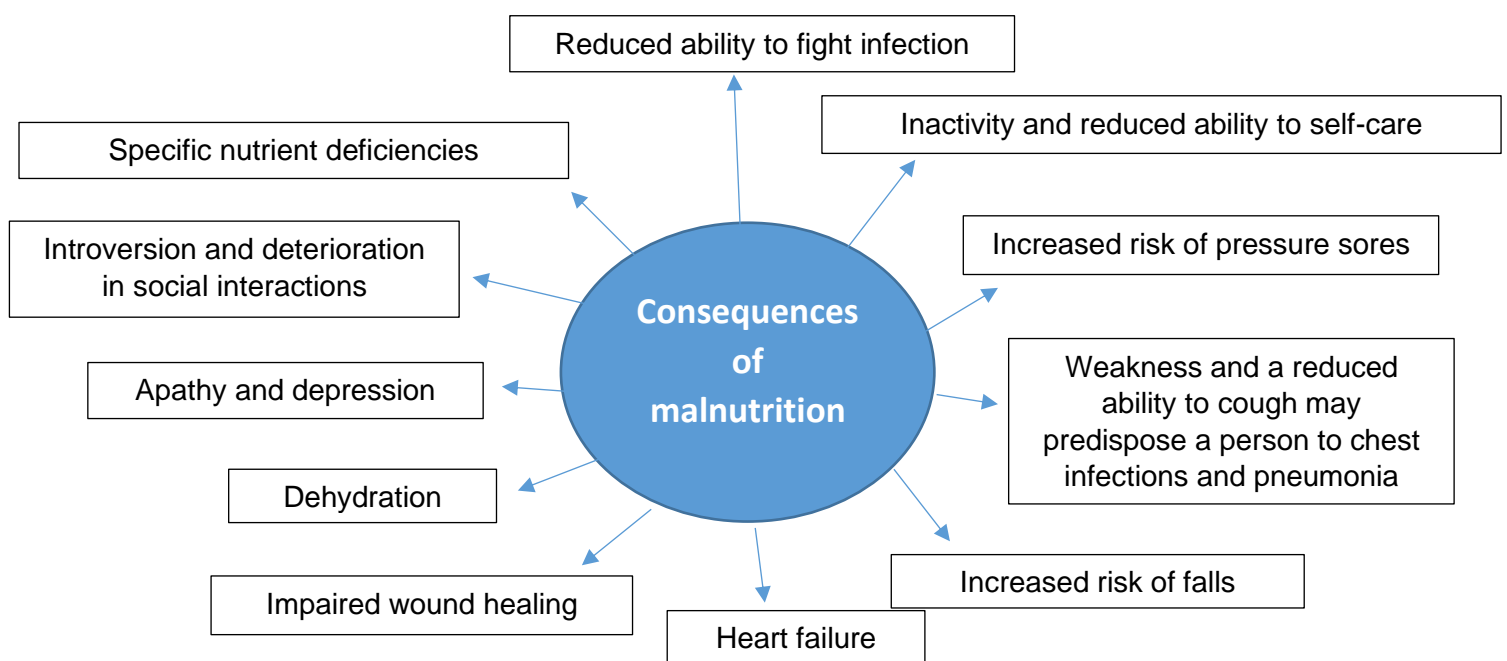 Reduced ability to fight infection
Inactivity and reduced ability to self-care
Specific nutrient deficiencies
Introversion and deterioration
in social interactions
Increased risk of pressure sores
Consequences
of
malnutrition
Apathy and depression
Weakness and a reduced
ability to cough may
predispose a person to chest
infections and pneumonia
Dehydration
Increased risk of falls
Impaired wound healing
Heart failure